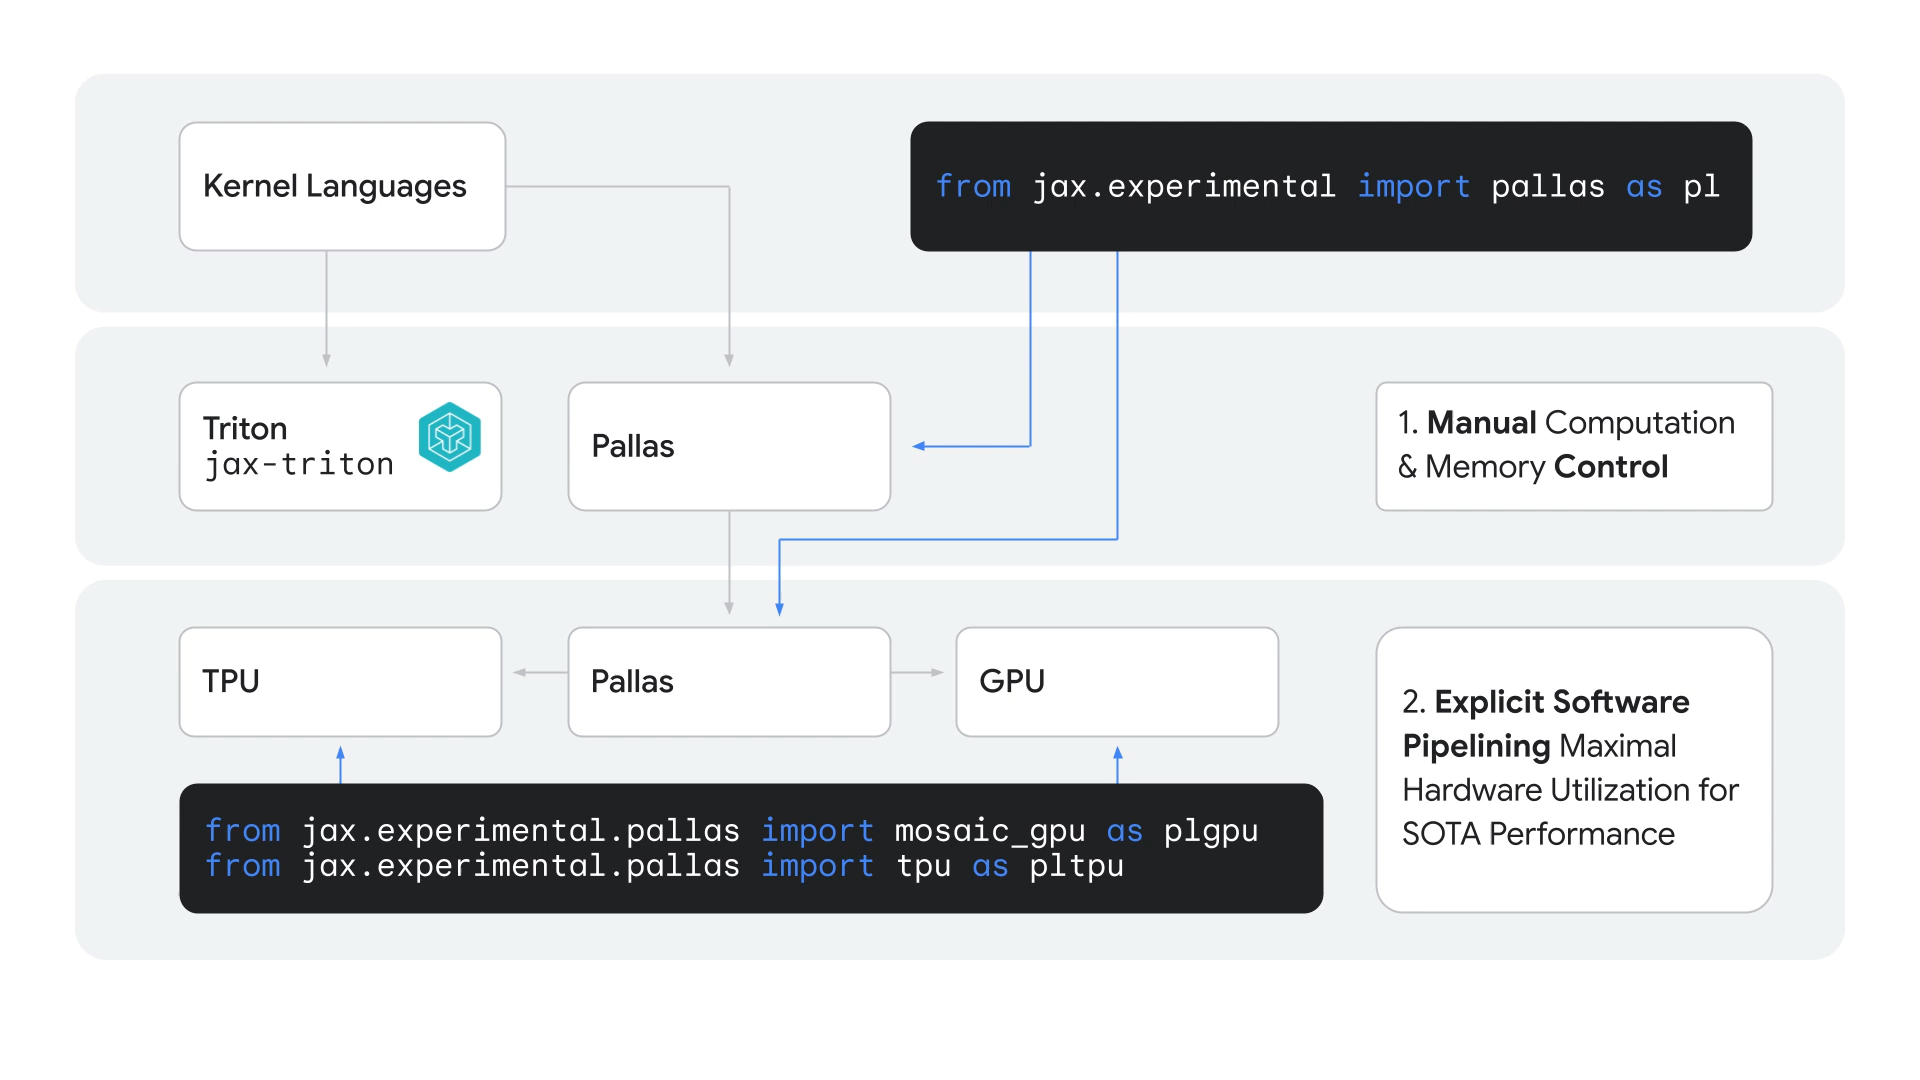 Kernel Languages
from jax.experimental import pallas as pl
Triton
jax-triton
Pallas
1. Manual Computation
& Memory Control
TPU
Pallas
GPU
2. Explicit Software
Pipelining Maximal
Hardware Utilization for
SOTA Performance
from jax.experimental.pallas import mosaic_gpu as plgpu
from jax.experimental.pallas import tpu as pltpu